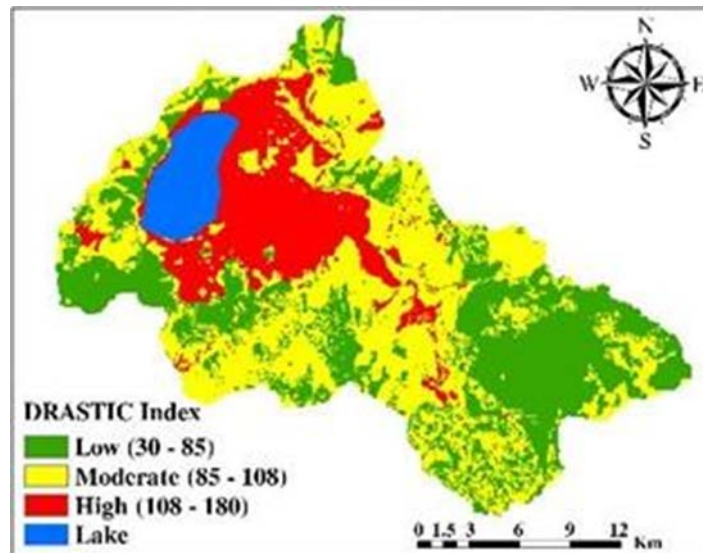 N
W E
S
DRASTIC Index
Low (30 - 85)
Moderate (85 - 108)
High (108 - 180)
Lake
0 1.5 3 6 9 12
Km